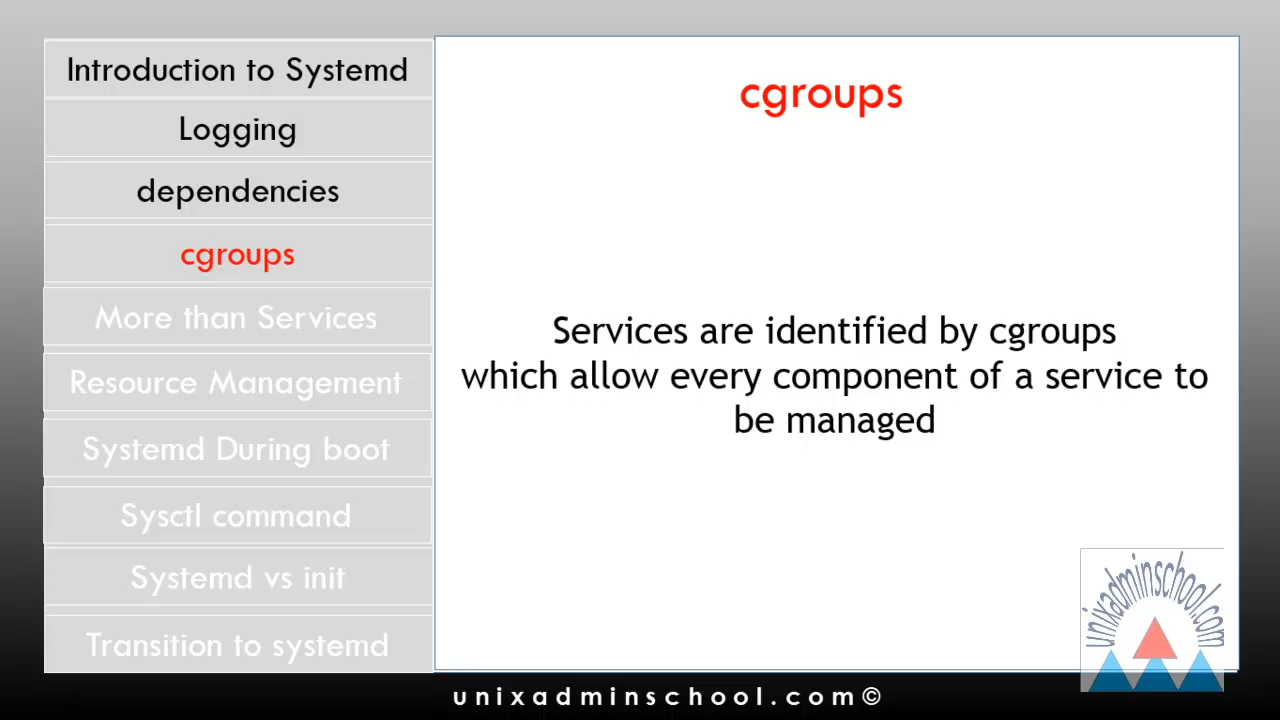 Introduction to Systemd
Logging
dependencies
cgroups
More than Services
Resource Management
Systemd During boot
Sysctl command
Systemd vs init
Transition to systemd
cgroups
Services are identified by cgroups
which allow every component of a service to
be managed
unixadminschool.com
unixadminschool.com©